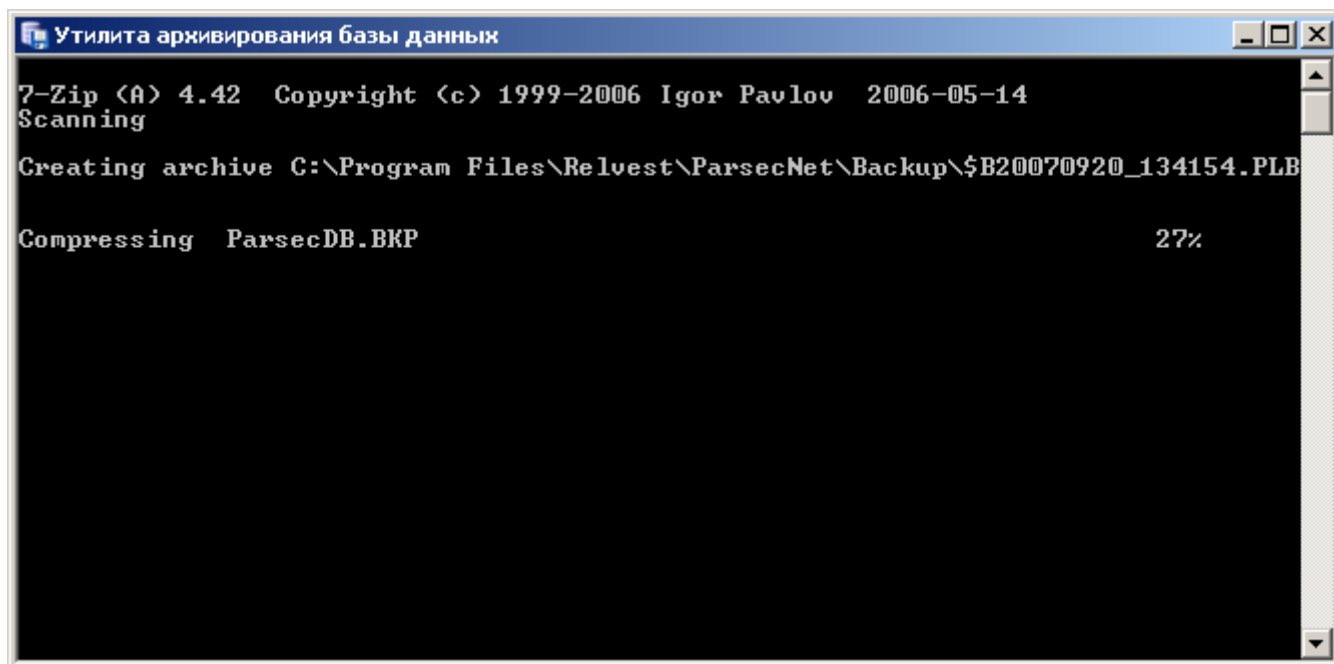 Утилита архивирования базы данных
7-Zip (A) 4.42  Copyright (c) 1999-2006 Igor Pavlov  2006-05-14
Scanning
Creating archive C:\Program Files\Relvest\ParsecNet\Backup\$B20070920_134154.PLB
Compressing  ParsecDB.BKP 27%